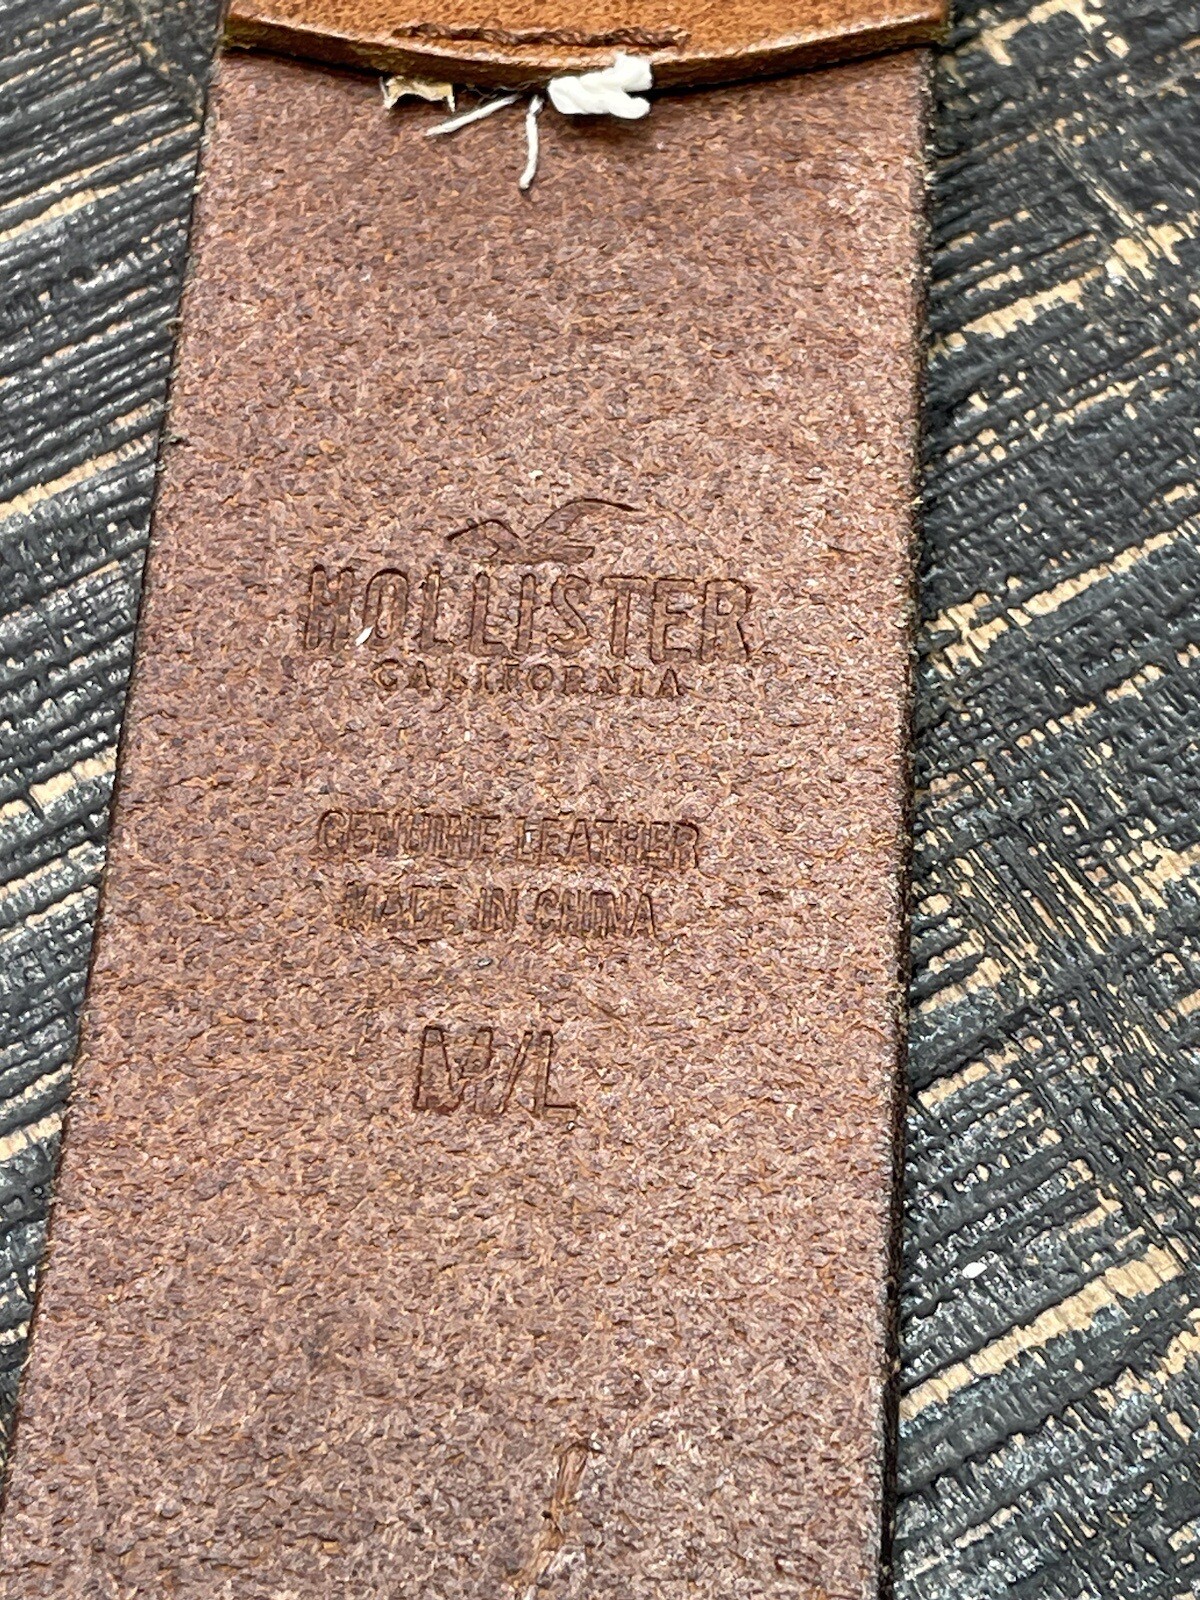 HOLLISTER
CALIFORNIA
GENUINE LEATHER
MADE IN CHINA
M/L